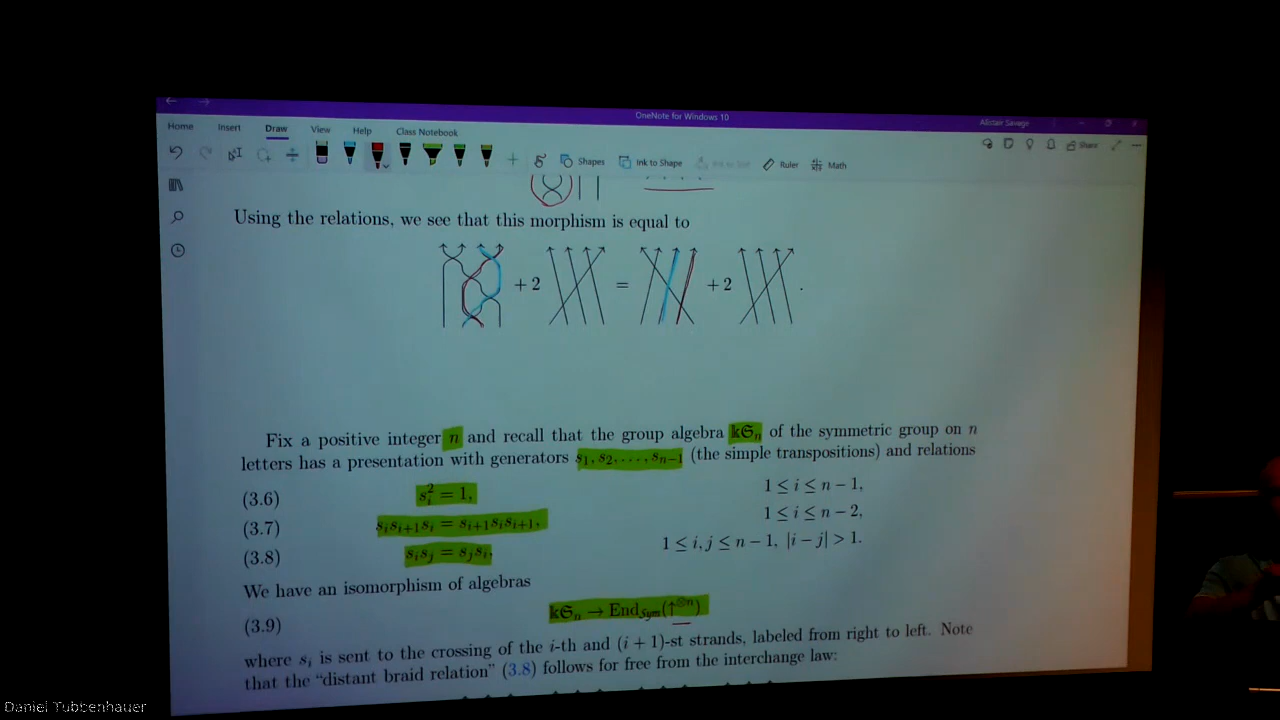 OneNote for Windows 10
Alistair Savage
Home Insert Draw View Help Class Notebook
Shapes Ink to Shape Ruler Math Share
Using the relations, we see that this morphism is equal to
+ 2 = + 2 .
Fix a positive integer n and recall that the group algebra 𝕜𝔖ₙ of the symmetric group on n
letters has a presentation with generators s₁, s₂, . . . , sₙ₋₁ (the simple transpositions) and relations
(3.6) sᵢ² = 1, 1 ≤ i ≤ n − 1,
(3.7) sᵢsᵢ₊₁sᵢ = sᵢ₊₁sᵢsᵢ₊₁, 1 ≤ i ≤ n − 2,
(3.8) sᵢsⱼ = sⱼsᵢ, 1 ≤ i, j ≤ n − 1, |i − j| > 1.
We have an isomorphism of algebras
(3.9) 𝕜𝔖ₙ → End_{Sym}(↑^{⊗n})
where sᵢ is sent to the crossing of the i-th and (i + 1)-st strands, labeled from right to left. Note
that the “distant braid relation” (3.8) follows for free from the interchange law:
Daniel Tubbenhauer